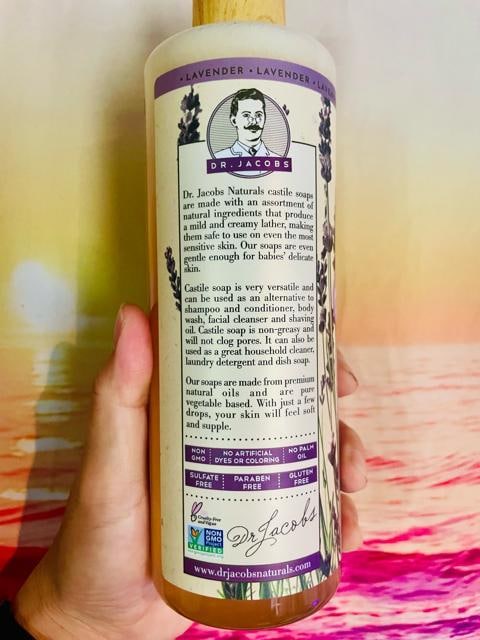 • LAVENDER • LAVENDER •
DR. JACOBS
Dr. Jacobs Naturals castile soaps
are made with an assortment of
natural ingredients that produce
a mild and creamy lather, making
them safe to use on even the most
sensitive skin. Our soaps are even
gentle enough for babies' delicate
skin.
Castile soap is very versatile and
can be used as an alternative to
shampoo and conditioner, body
wash, facial cleanser and shaving
oil. Castile soap is non-greasy and
will not clog pores. It can also be
used as a great household cleaner,
laundry detergent and dish soap.
Our soaps are made from premium
natural oils and are pure
vegetable based. With just a few
drops, your skin will feel soft
and supple.
NON GMO NO ARTIFICIAL DYES OR COLORING NO PALM OIL
SULFATE FREE PARABEN FREE GLUTEN FREE
Cruelty-Free
and Vegan
NON
GMO
Project
VERIFIED
Dr Jacobs
www.drjacobsnaturals.com